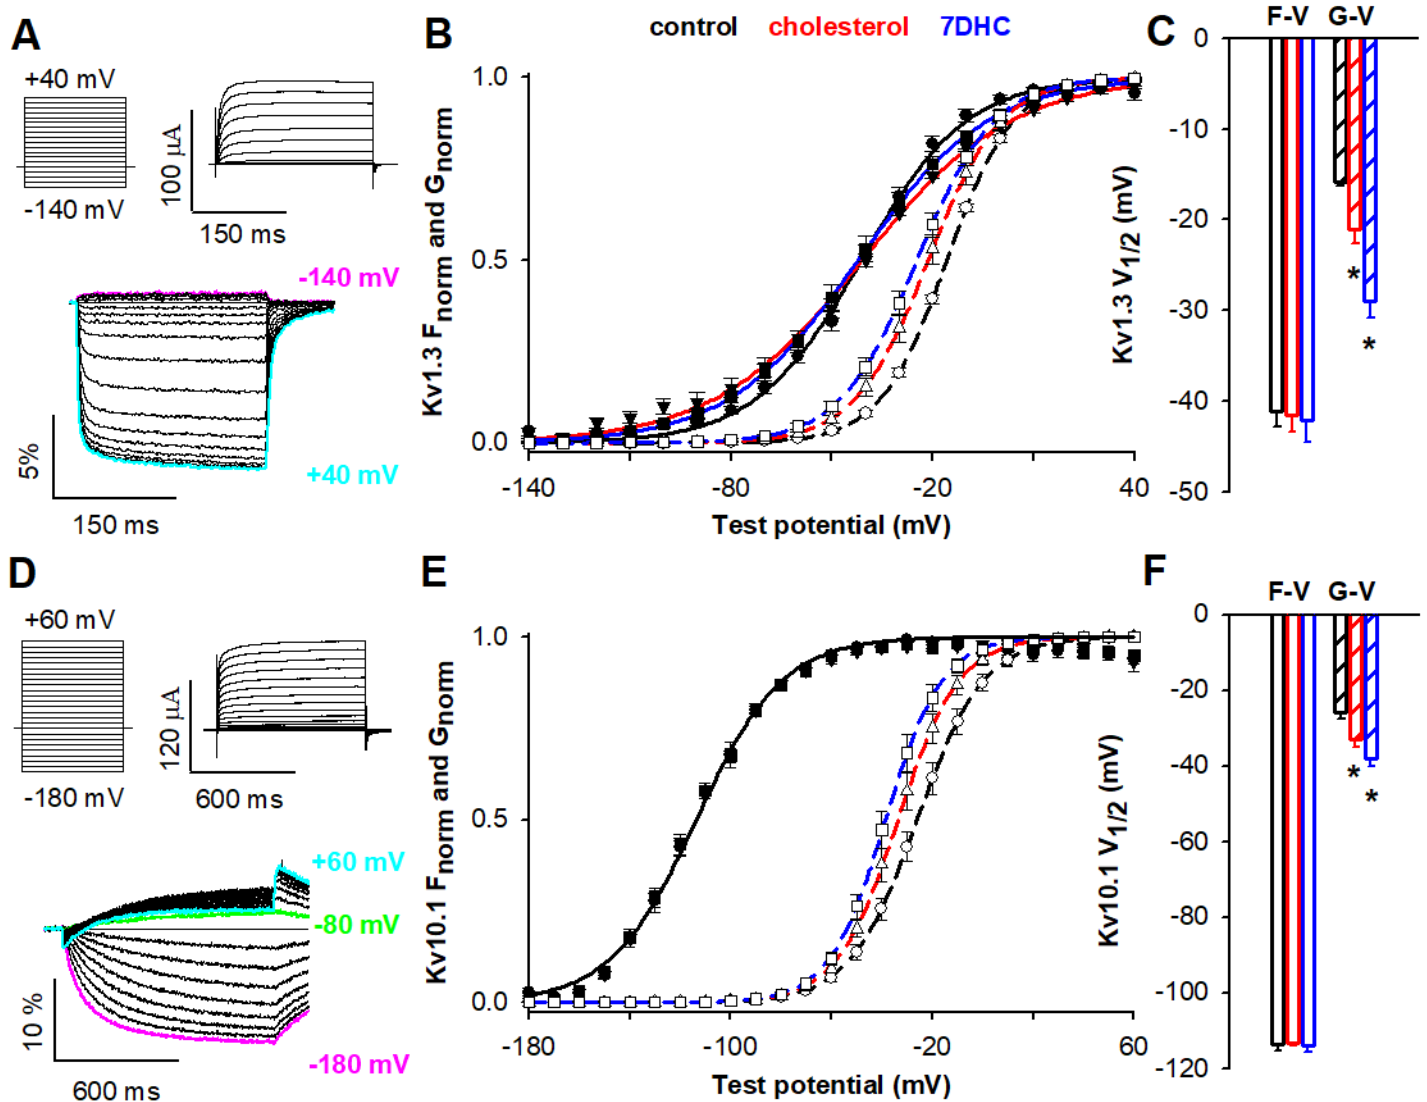 A
+40 mV
-140 mV
100 μA
150 ms
-140 mV
5%
+40 mV
150 ms
B
control cholesterol 7DHC
Kv1.3 Fnorm and Gnorm
1.0
0.5
0.0
-140 -80 -20 40
Test potential (mV)
C
F-V G-V
Kv1.3 V1/2 (mV)
0
-10
-20
-30
-40
-50
*
*
D
+60 mV
-180 mV
120 μA
600 ms
+60 mV
-80 mV
10 %
-180 mV
600 ms
E
Kv10.1 Fnorm and Gnorm
1.0
0.5
0.0
-180 -100 -20 60
Test potential (mV)
F
F-V G-V
Kv10.1 V1/2 (mV)
0
-20
-40
-60
-80
-100
-120
*
*